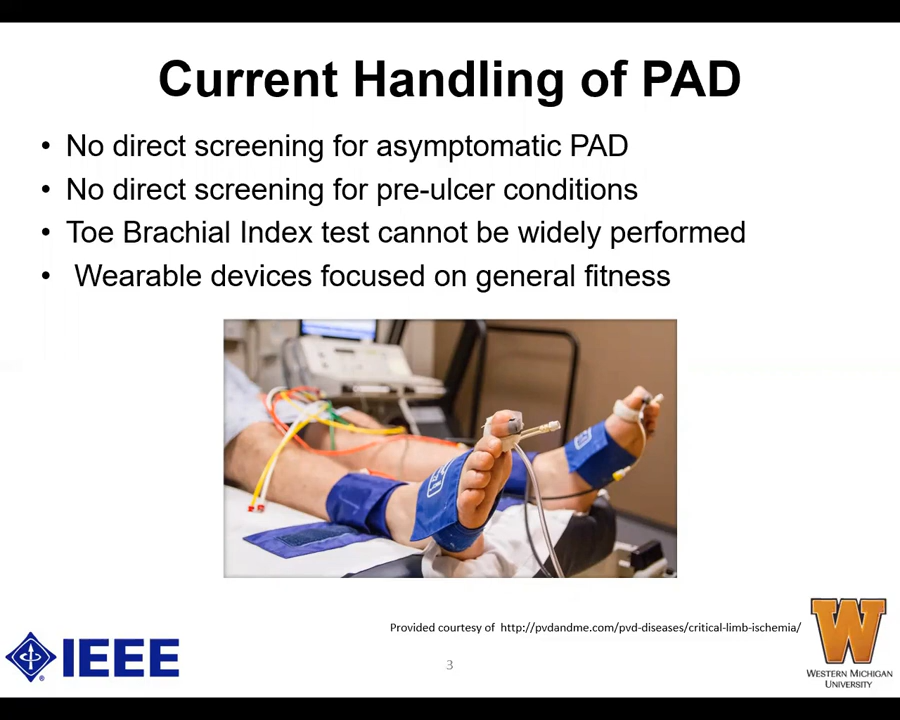 Current Handling of PAD
• No direct screening for asymptomatic PAD
• No direct screening for pre-ulcer conditions
• Toe Brachial Index test cannot be widely performed
• Wearable devices focused on general fitness
Provided courtesy of http://pvdandme.com/pvd-diseases/critical-limb-ischemia/
IEEE
®
3
W
WESTERN MICHIGAN
UNIVERSITY